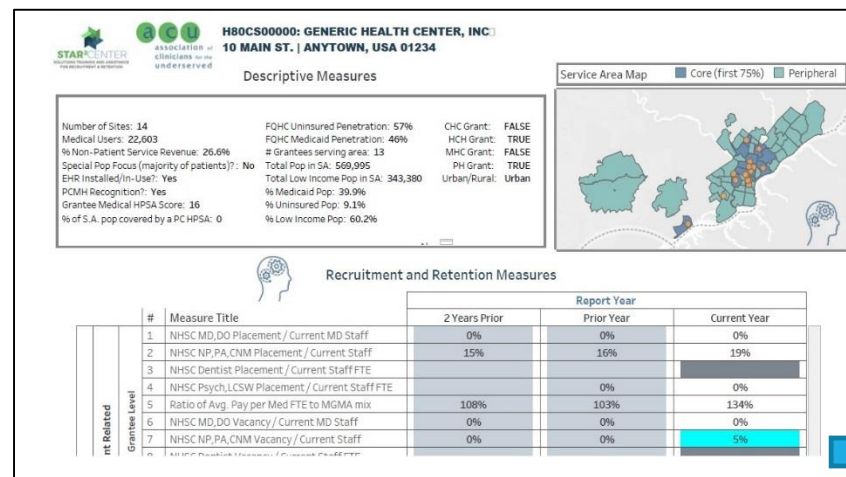 STAR²CENTER
SOLUTIONS TRAINING AND ASSISTANCE
FOR RECRUITMENT & RETENTION
acu
association of
clinicians for the
underserved
H80CS00000: GENERIC HEALTH CENTER, INC
10 MAIN ST. | ANYTOWN, USA 01234
Descriptive Measures
Number of Sites: 14
Medical Users: 22,603
% Non-Patient Service Revenue: 26.6%
Special Pop Focus (majority of patients)?: No
EHR Installed/In-Use?: Yes
PCMH Recognition?: Yes
Grantee Medical HPSA Score: 16
% of S.A. pop covered by a PC HPSA: 0
FQHC Uninsured Penetration: 57%
FQHC Medicaid Penetration: 46%
# Grantees serving area: 13
Total Pop in SA: 569,995
Total Low Income Pop in SA: 343,380
% Medicaid Pop: 39.9%
% Uninsured Pop: 9.1%
% Low Income Pop: 60.2%
CHC Grant: FALSE
HCH Grant: TRUE
MHC Grant: FALSE
PH Grant: TRUE
Urban/Rural: Urban
Service Area Map Core (first 75%) Peripheral
Recruitment and Retention Measures
Report Year
# Measure Title 2 Years Prior Prior Year Current Year
nt Related
Grantee Level
1 NHSC MD,DO Placement / Current MD Staff 0% 0% 0%
2 NHSC NP,PA,CNM Placement / Current Staff 15% 16% 19%
3 NHSC Dentist Placement / Current Staff FTE
4 NHSC Psych,LCSW Placement / Current Staff FTE 0% 0%
5 Ratio of Avg. Pay per Med FTE to MGMA mix 108% 103% 134%
6 NHSC MD,DO Vacancy / Current MD Staff 0% 0% 0%
7 NHSC NP,PA,CNM Vacancy / Current Staff 0% 0% 5%